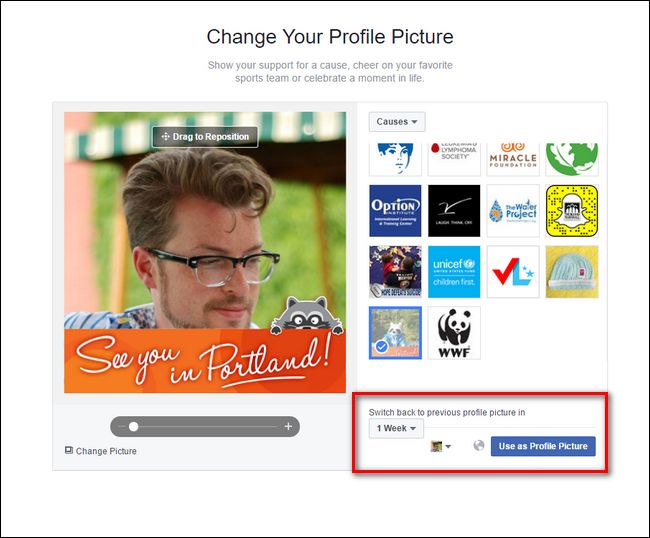 Change Your Profile Picture
Show your support for a cause, cheer on your favorite
sports team or celebrate a moment in life.
Drag to Reposition
See you
in Portland!
Change Picture
Causes
LEUKEMIA &
LYMPHOMA
SOCIETY
MIRACLE
FOUNDATION
OPTION
INSTITUTE
International Learning
& Training Center
LAUGH. THINK. CRY.
The Water
Project
HOPE DEFEATS SUICIDE
unicef
UNITED STATES FUND
children first.
WWF
Switch back to previous profile picture in
1 Week
Use as Profile Picture